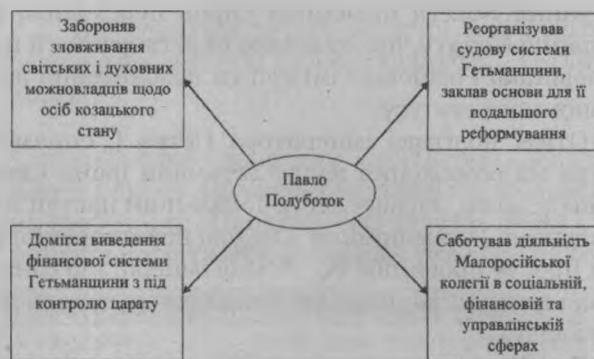 Забороняв
зловживання
світських і духовних
можновладців щодо
осіб козацького
стану
Реорганізував
судову системи
Гетьманщини,
заклав основи для її
подальшого
реформування
Павло
Полуботок
Домігся виведення
фінансової системи
Гетьманщини з під
контролю царату
Саботував діяльність
Малоросійської
колегії в соціальній,
фінансовій та
управлінській
сферах